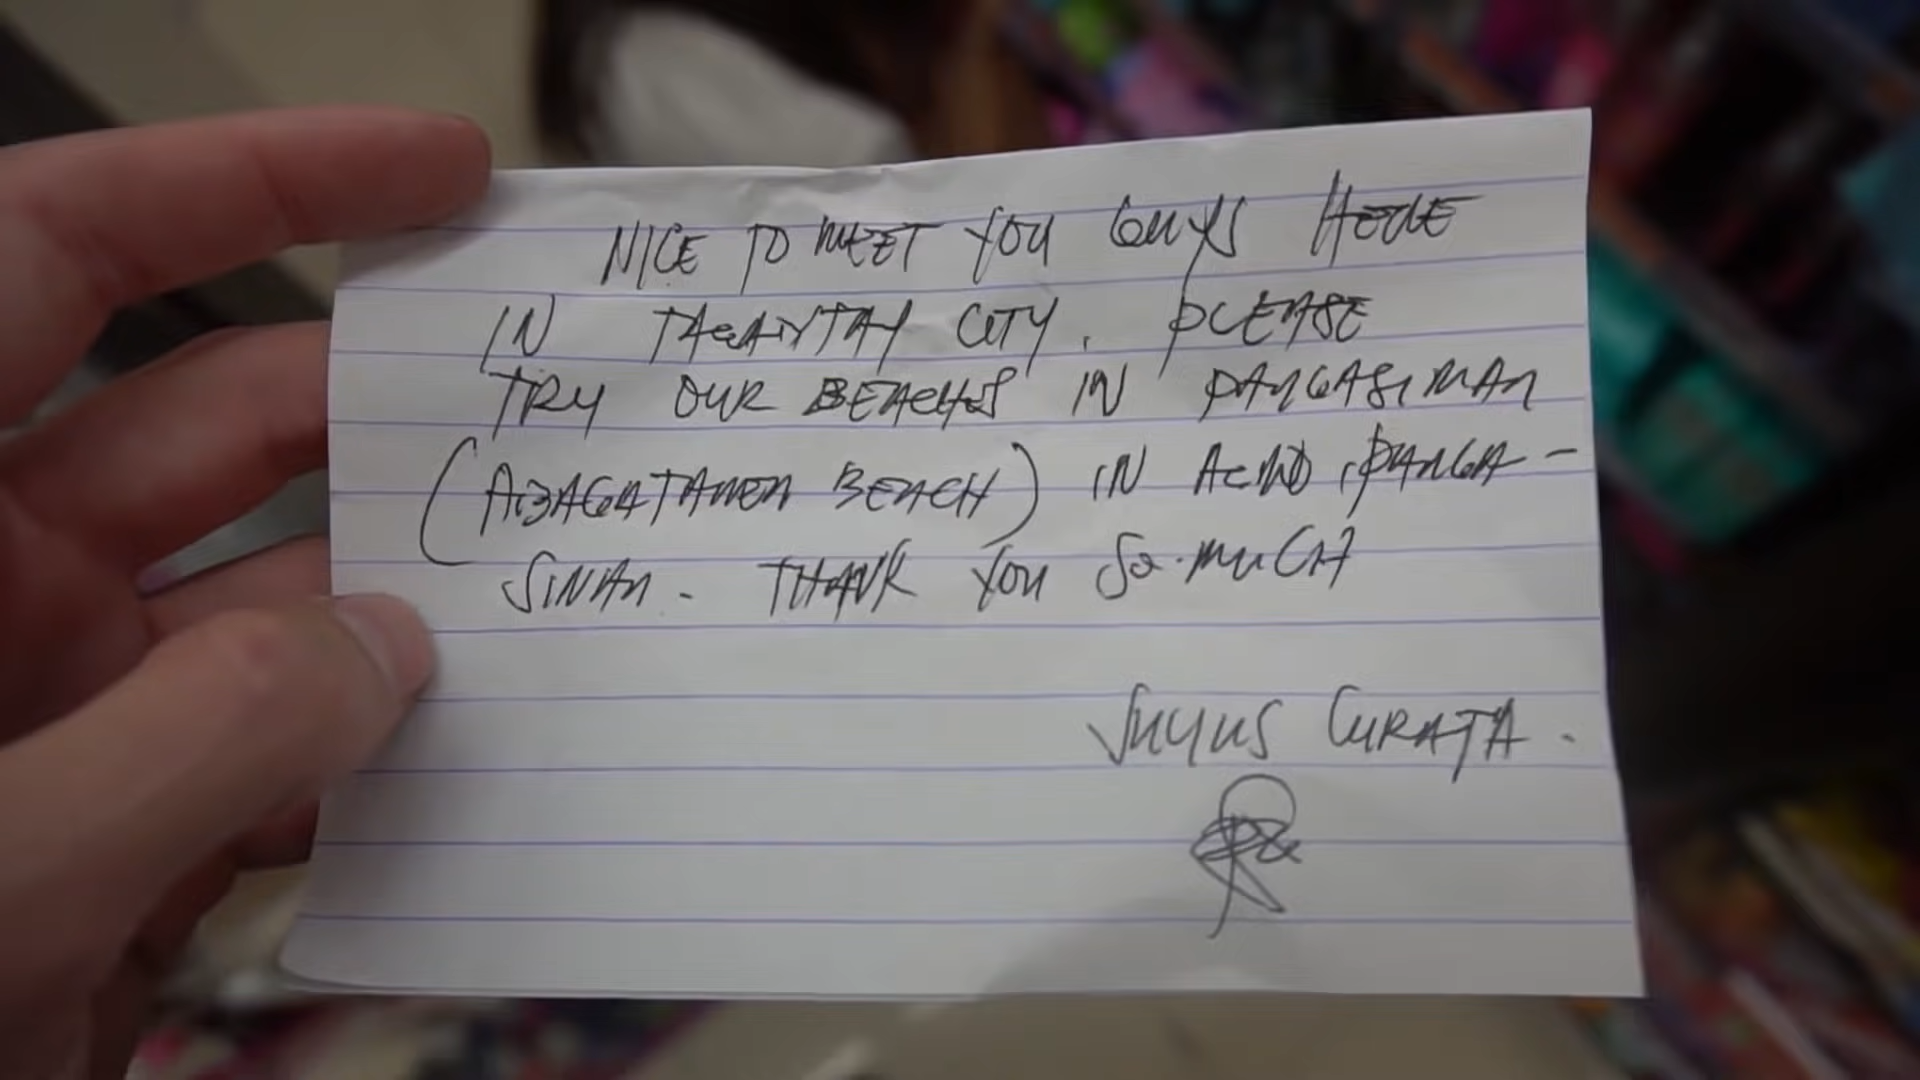 NICE TO MEET YOU GUYS HERE
IN TAGAYTAY CITY. PLEASE
TRY OUR BEACHES IN PANGASINAN
(ABAGATANEN BEACH) IN AGNO, PANGA-
SINAN. THANK YOU SO MUCH
JULIUS CURATA.